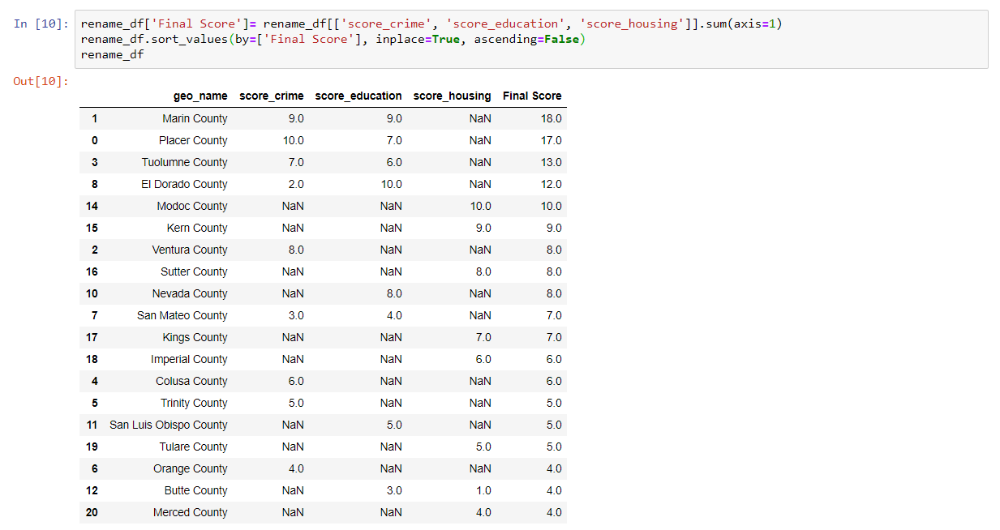 In [10]: rename_df['Final Score']= rename_df[['score_crime', 'score_education', 'score_housing']].sum(axis=1)
rename_df.sort_values(by=['Final Score'], inplace=True, ascending=False)
rename_df
Out[10]:
geo_name score_crime score_education score_housing Final Score
1 Marin County 9.0 9.0 NaN 18.0
0 Placer County 10.0 7.0 NaN 17.0
3 Tuolumne County 7.0 6.0 NaN 13.0
8 El Dorado County 2.0 10.0 NaN 12.0
14 Modoc County NaN NaN 10.0 10.0
15 Kern County NaN NaN 9.0 9.0
2 Ventura County 8.0 NaN NaN 8.0
16 Sutter County NaN NaN 8.0 8.0
10 Nevada County NaN 8.0 NaN 8.0
7 San Mateo County 3.0 4.0 NaN 7.0
17 Kings County NaN NaN 7.0 7.0
18 Imperial County NaN NaN 6.0 6.0
4 Colusa County 6.0 NaN NaN 6.0
5 Trinity County 5.0 NaN NaN 5.0
11 San Luis Obispo County NaN 5.0 NaN 5.0
19 Tulare County NaN NaN 5.0 5.0
6 Orange County 4.0 NaN NaN 4.0
12 Butte County NaN 3.0 1.0 4.0
20 Merced County NaN NaN 4.0 4.0